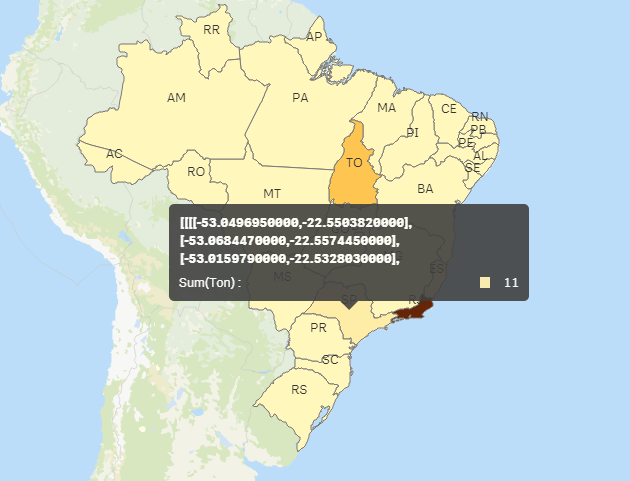 RR
AP
AM
PA
MA
CE
RN
PB
PI
PE
AC
TO
AL
RO
SE
MT
BA
[[[[-53.0496950000,-22.5503820000],
[-53.0684470000,-22.5574450000],
[-53.0159790000,-22.5328030000],
ES
MS
Sum(Ton) :
11
SP
PR
SC
RS